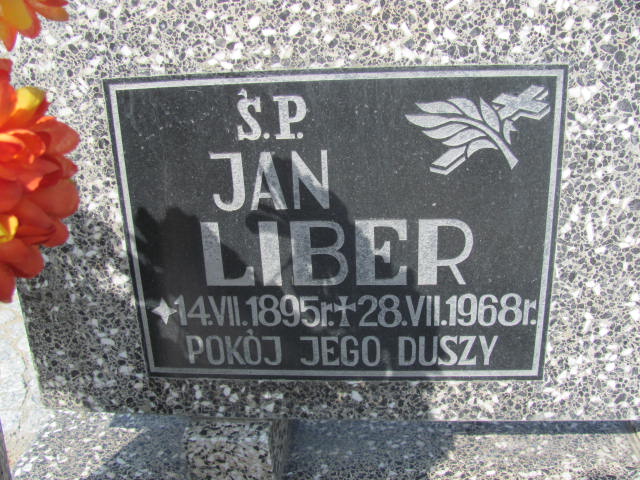 Ś.P.
JAN
LIBER
14.VII.1895r. 28.VII.1968r.
POKÓJ JEGO DUSZY